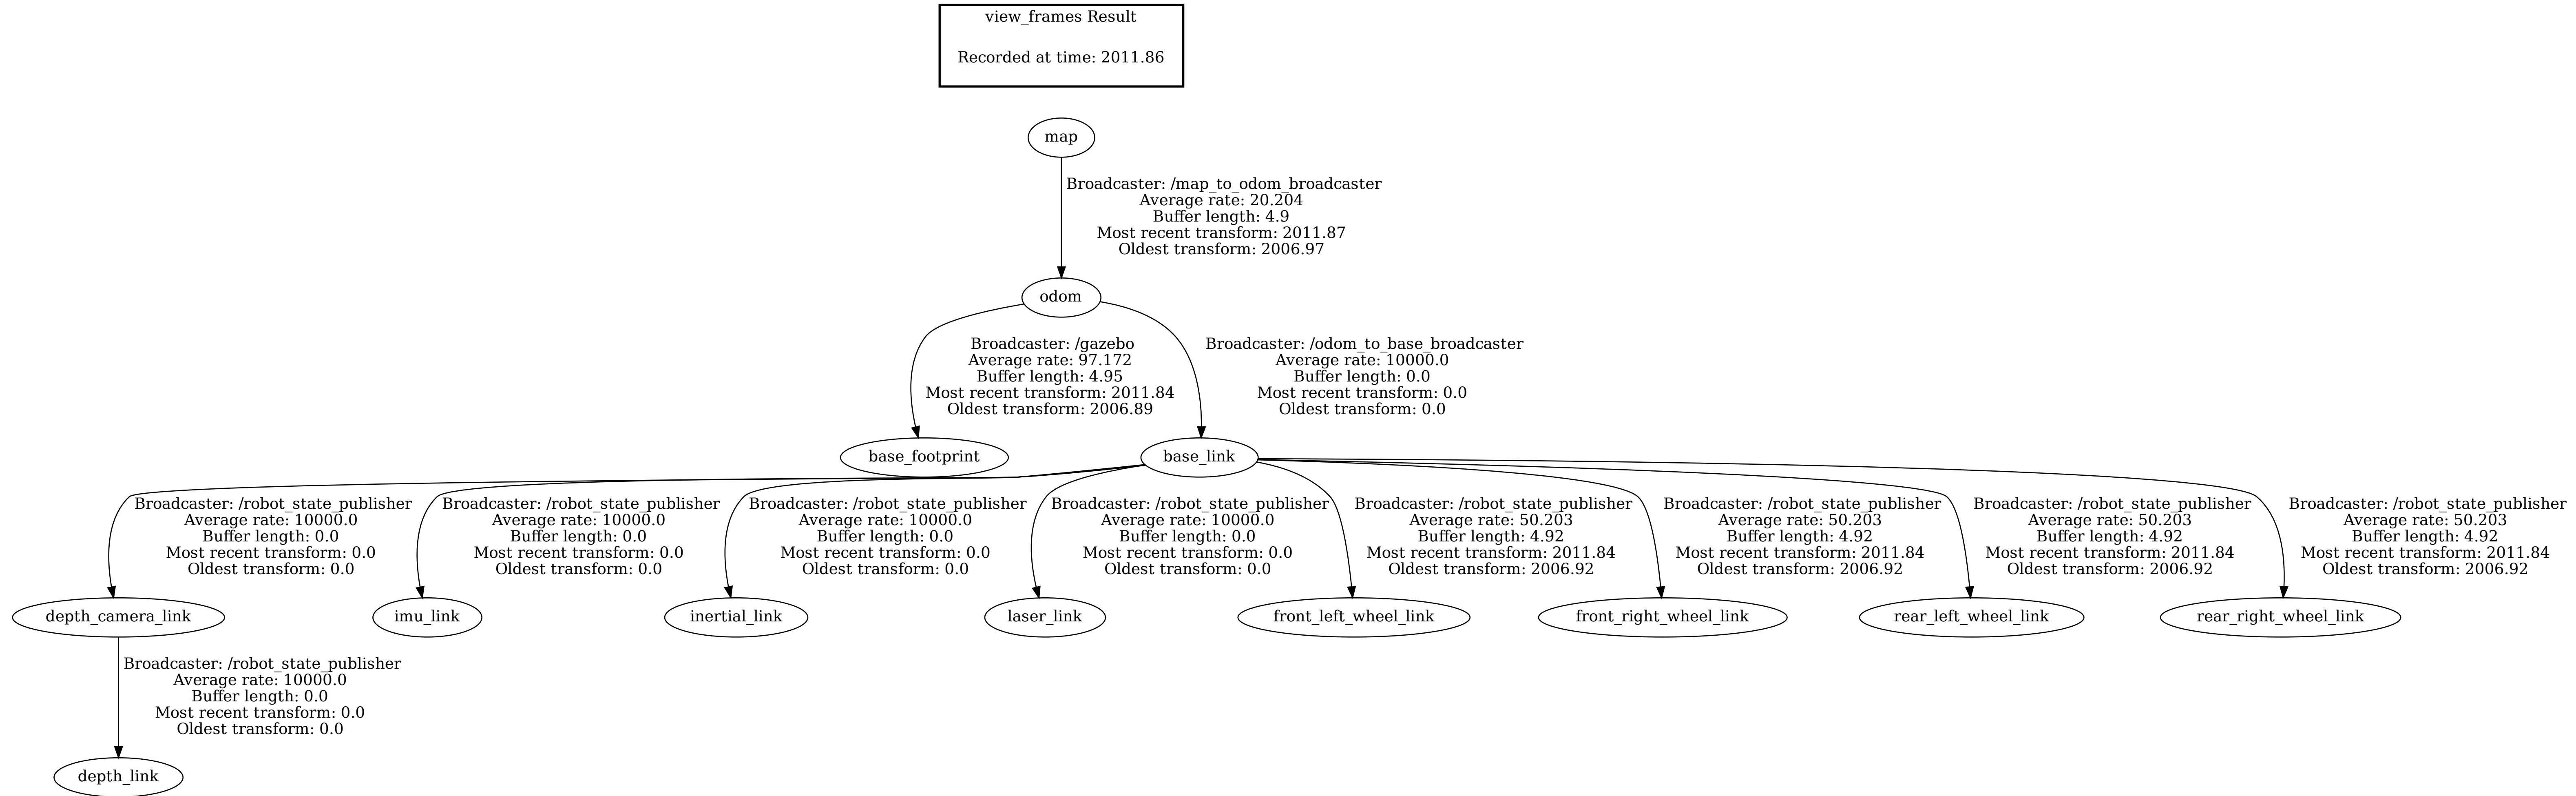 view_frames Result
Recorded at time: 2011.86
map
Broadcaster: /map_to_odom_broadcaster
Average rate: 20.204
Buffer length: 4.9
Most recent transform: 2011.87
Oldest transform: 2006.97
odom
Broadcaster: /gazebo
Average rate: 97.172
Buffer length: 4.95
Most recent transform: 2011.84
Oldest transform: 2006.89
Broadcaster: /odom_to_base_broadcaster
Average rate: 10000.0
Buffer length: 0.0
Most recent transform: 0.0
Oldest transform: 0.0
base_footprint
base_link
Broadcaster: /robot_state_publisher
Average rate: 10000.0
Buffer length: 0.0
Most recent transform: 0.0
Oldest transform: 0.0
Broadcaster: /robot_state_publisher
Average rate: 10000.0
Buffer length: 0.0
Most recent transform: 0.0
Oldest transform: 0.0
Broadcaster: /robot_state_publisher
Average rate: 10000.0
Buffer length: 0.0
Most recent transform: 0.0
Oldest transform: 0.0
Broadcaster: /robot_state_publisher
Average rate: 10000.0
Buffer length: 0.0
Most recent transform: 0.0
Oldest transform: 0.0
Broadcaster: /robot_state_publisher
Average rate: 50.203
Buffer length: 4.92
Most recent transform: 2011.84
Oldest transform: 2006.92
Broadcaster: /robot_state_publisher
Average rate: 50.203
Buffer length: 4.92
Most recent transform: 2011.84
Oldest transform: 2006.92
Broadcaster: /robot_state_publisher
Average rate: 50.203
Buffer length: 4.92
Most recent transform: 2011.84
Oldest transform: 2006.92
Broadcaster: /robot_state_publisher
Average rate: 50.203
Buffer length: 4.92
Most recent transform: 2011.84
Oldest transform: 2006.92
depth_camera_link
imu_link
inertial_link
laser_link
front_left_wheel_link
front_right_wheel_link
rear_left_wheel_link
rear_right_wheel_link
Broadcaster: /robot_state_publisher
Average rate: 10000.0
Buffer length: 0.0
Most recent transform: 0.0
Oldest transform: 0.0
depth_link